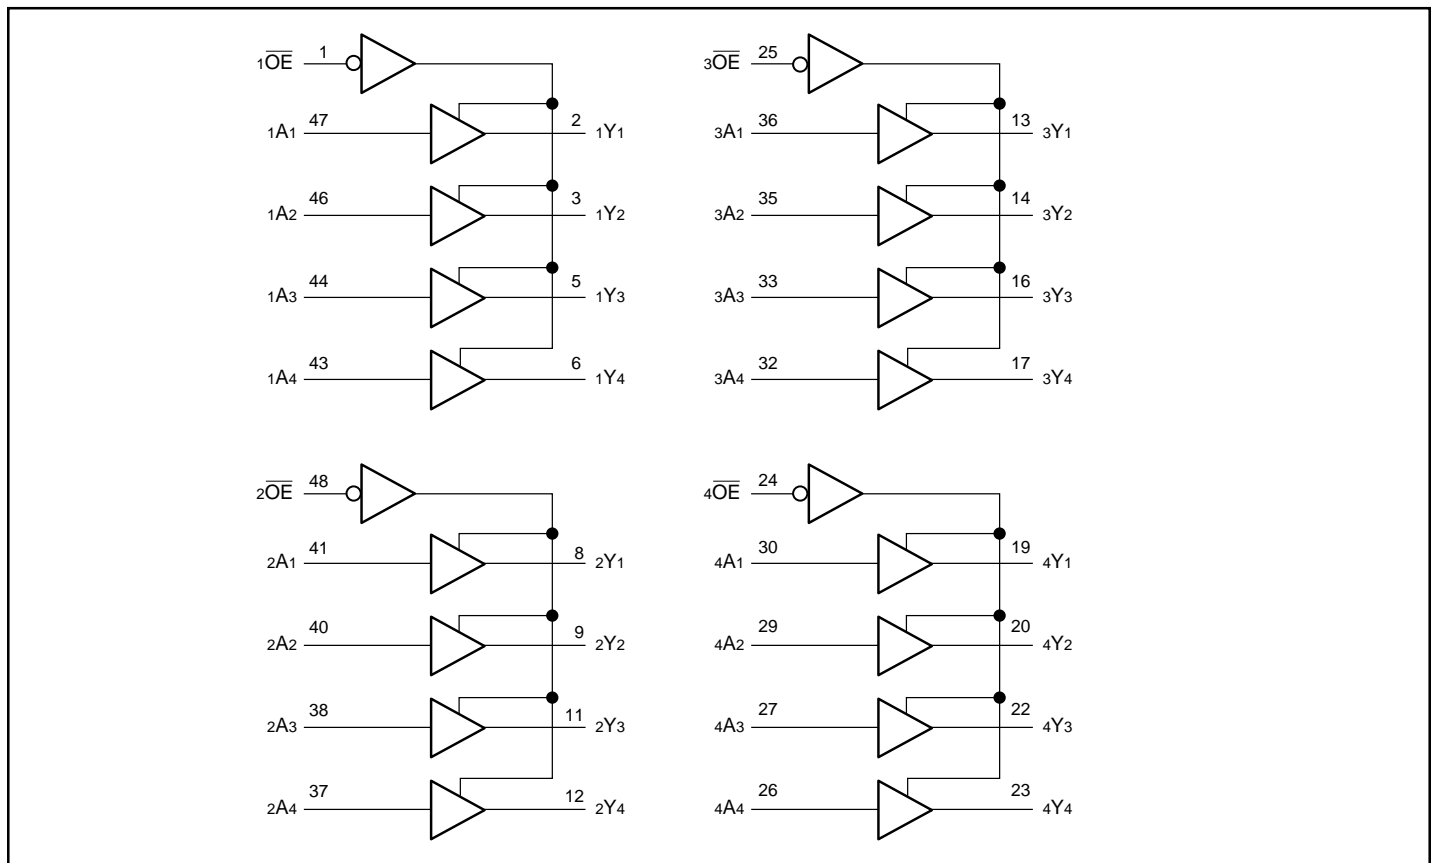 1OE 1
1A1 47 2 1Y1
1A2 46 3 1Y2
1A3 44 5 1Y3
1A4 43 6 1Y4
3OE 25
3A1 36 13 3Y1
3A2 35 14 3Y2
3A3 33 16 3Y3
3A4 32 17 3Y4
2OE 48
2A1 41 8 2Y1
2A2 40 9 2Y2
2A3 38 11 2Y3
2A4 37 12 2Y4
4OE 24
4A1 30 19 4Y1
4A2 29 20 4Y2
4A3 27 22 4Y3
4A4 26 23 4Y4